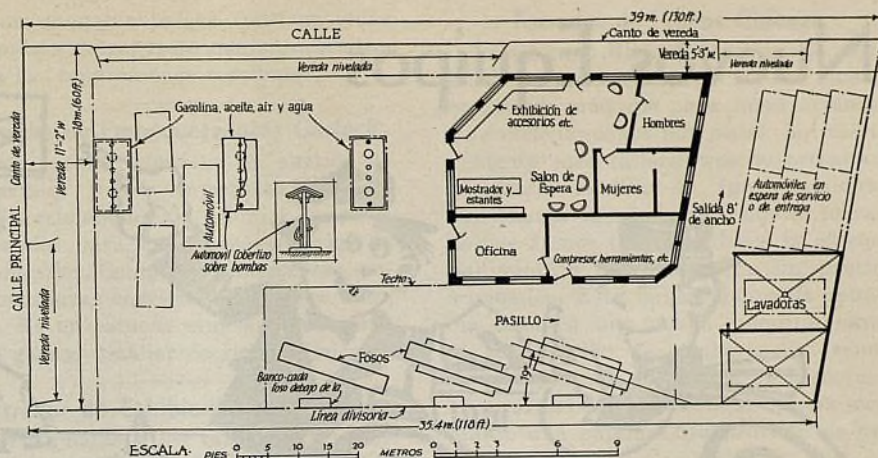 39 m. (130 ft.)
CALLE
Canto de vereda
Vereda nivelada
Vereda 5'-3" w.
Vereda nivelada
Gasolina, aceite, air y agua
Canto de vereda
Vereda 11'-2" w
18 m. (60 ft.)
Exhibición de
accesorios etc.
Hombres
Salon de
Espera
Mostrador y
estantes
Mujeres
Automóvil
Automovil
Cobertizo
sobre bombas
Salida 8'
de ancho
Automóviles en
espera de servicio
o de entrega
CALLE PRINCIPAL
Oficina
Compresor, herramientas, etc.
Techo
Lavadoras
Vereda nivelada
PASILLO
Fosos
Banco-cada
foso debajo de la
Línea divisoria
35.4 m. (118 ft.)
ESCALA.
PIES 0 5 10 15 20
METROS 0 1 2 3 6 9